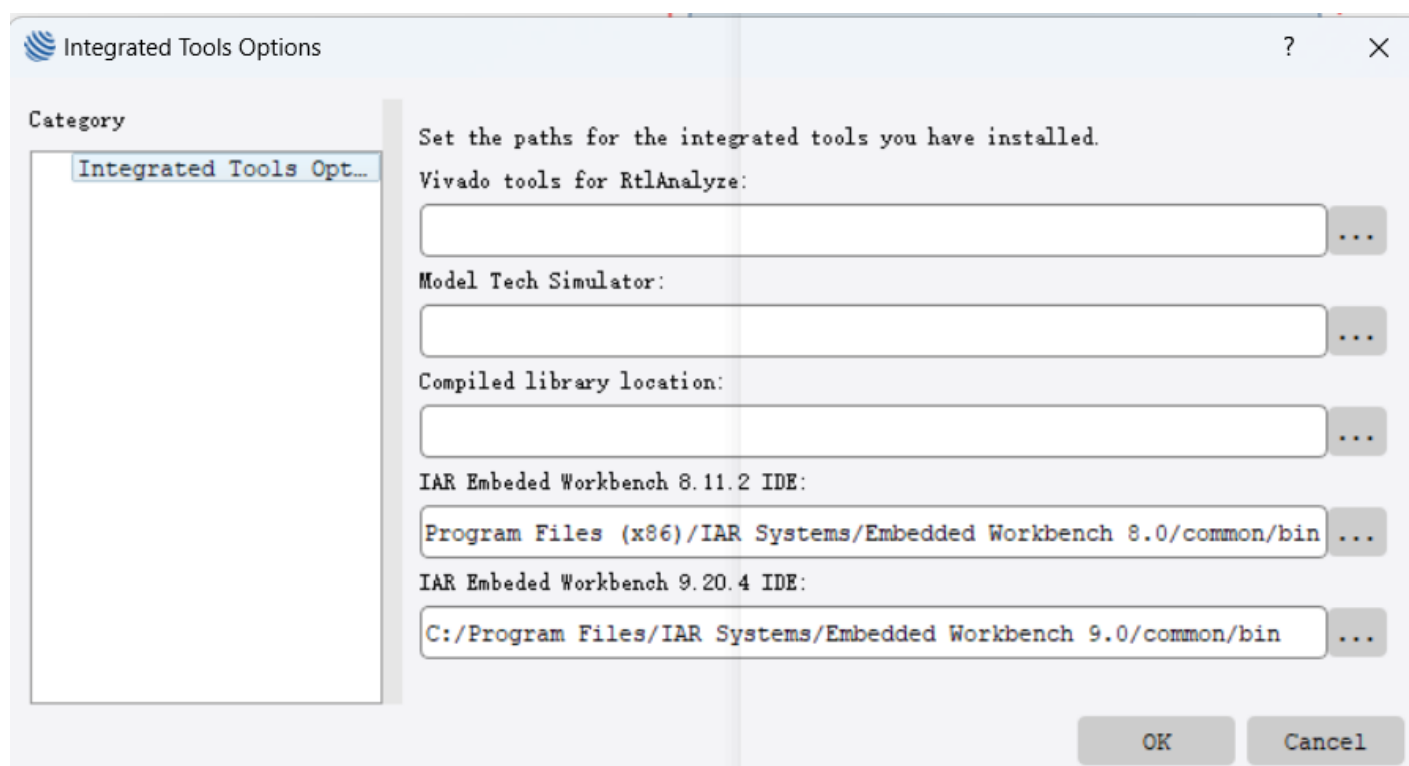 Integrated Tools Options
?
Category
Integrated Tools Opt...
Set the paths for the integrated tools you have installed.
Vivado tools for RtlAnalyze:
...
Model Tech Simulator:
...
Compiled library location:
...
IAR Embeded Workbench 8.11.2 IDE:
Program Files (x86)/IAR Systems/Embedded Workbench 8.0/common/bin
...
IAR Embeded Workbench 9.20.4 IDE:
C:/Program Files/IAR Systems/Embedded Workbench 9.0/common/bin
...
OK
Cancel